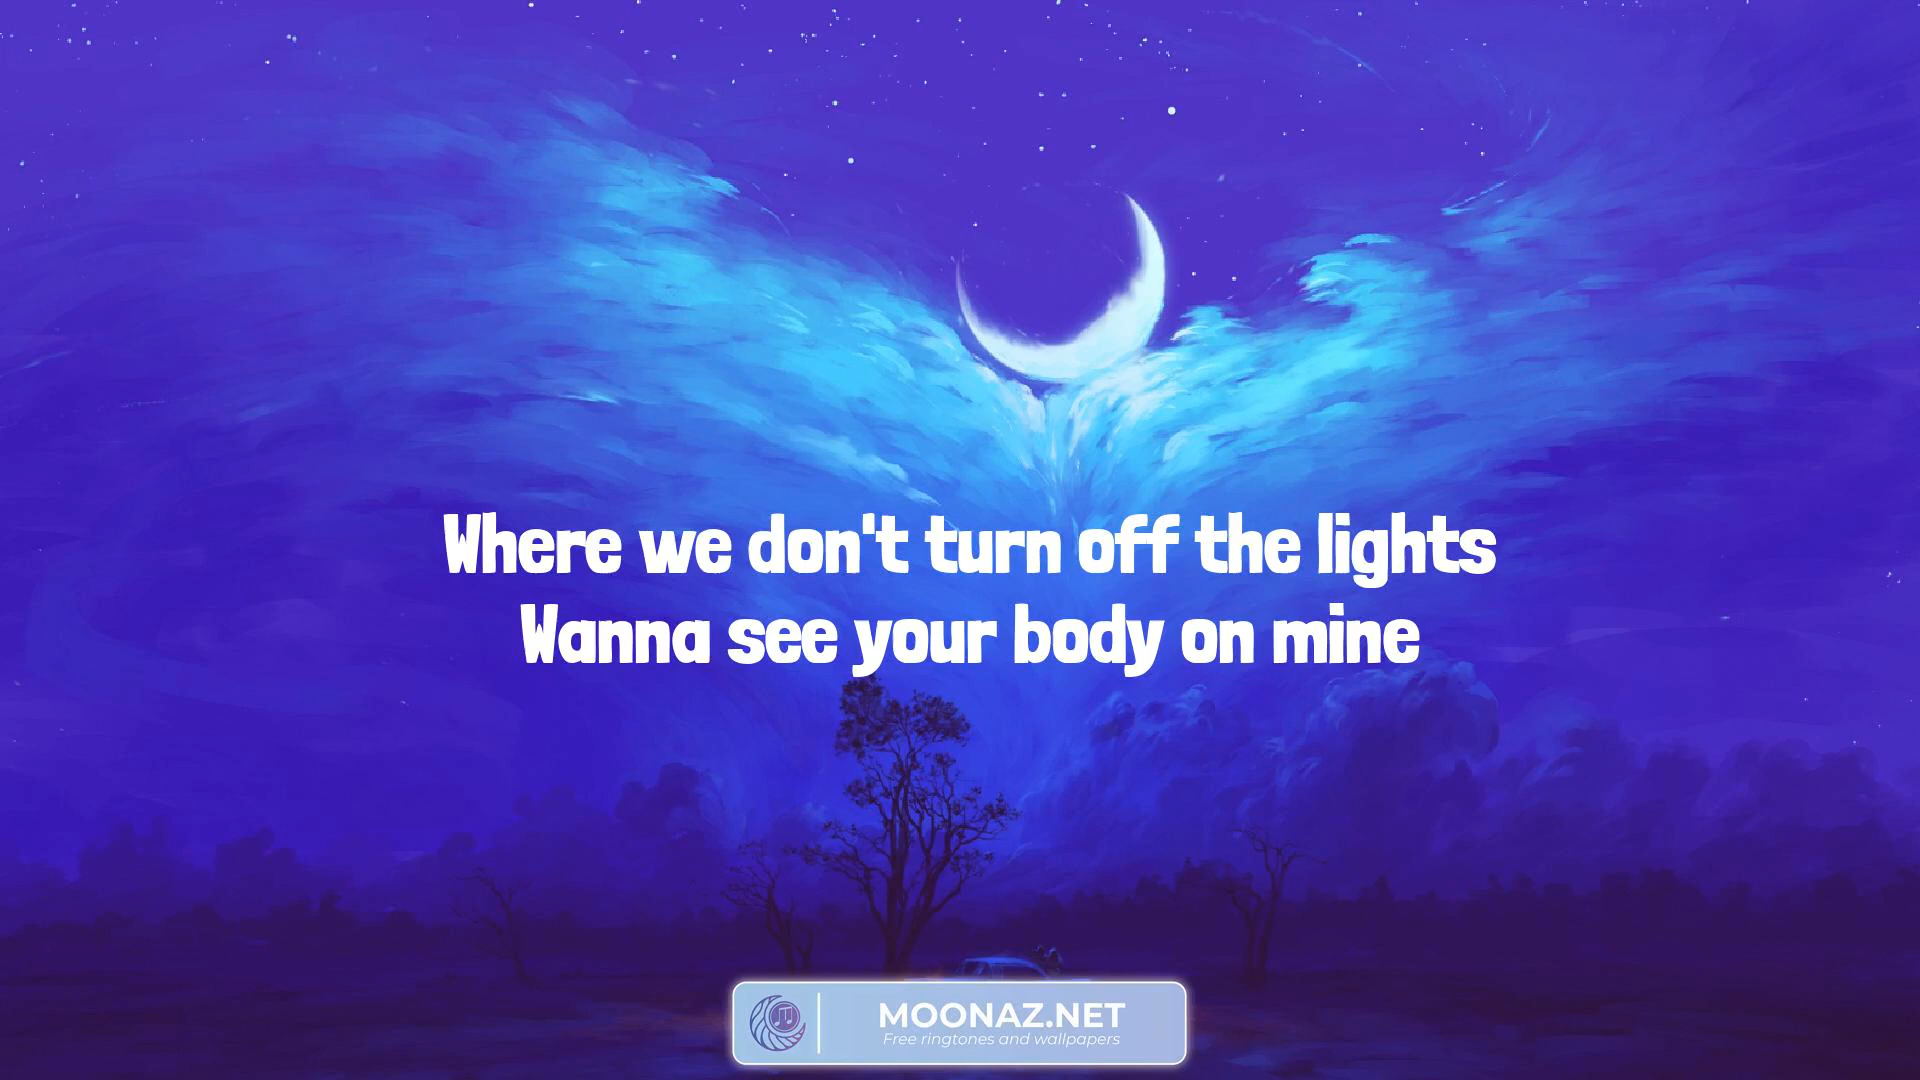 Where we don't turn off the lights
Wanna see your body on mine
MOONAZ.NET
Free ringtones and wallpapers